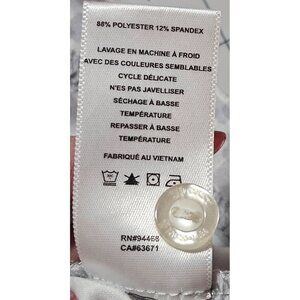 88% POLYESTER 12% SPANDEX
LAVAGE EN MACHINE À FROID
AVEC DES COULEURS SEMBLABLES
CYCLE DÉLICATE
N'ES PAS JAVELLISER
SÉCHAGE À BASSE
TEMPÉRATURE
REPASSER À BASSE
TEMPÉRATURE
FABRIQUÉ AU VIETNAM
RN#94468
CA#63671